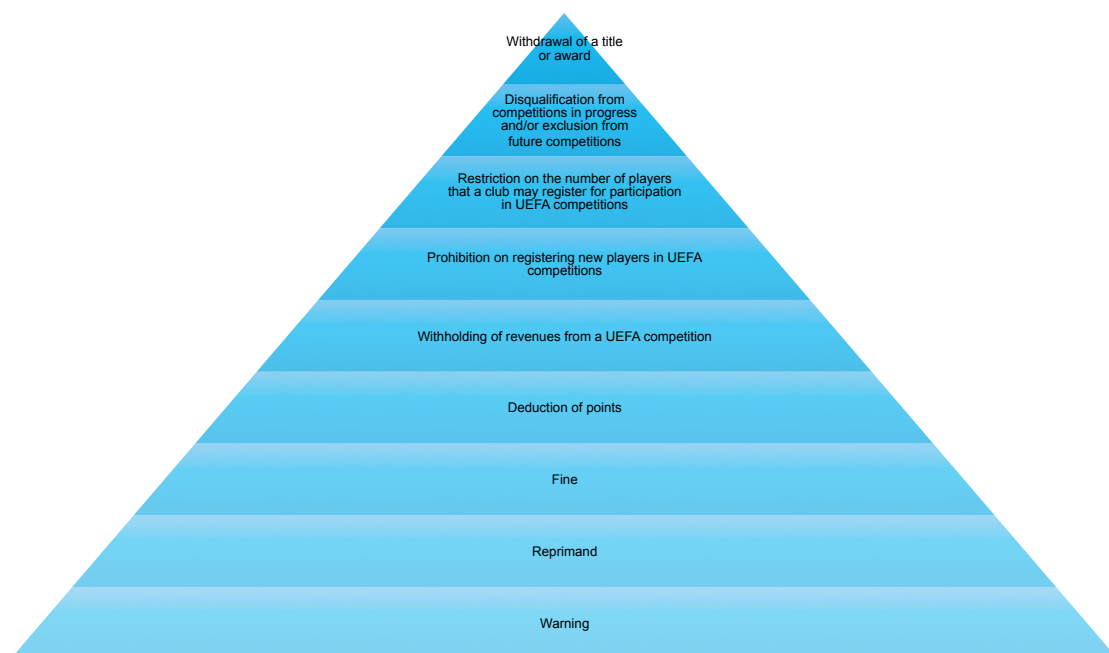 Withdrawal of a title
or award
Disqualification from
competitions in progress
and/or exclusion from
future competitions
Restriction on the number of players
that a club may register for participation
in UEFA competitions
Prohibition on registering new players in UEFA
competitions
Withholding of revenues from a UEFA competition
Deduction of points
Fine
Reprimand
Warning